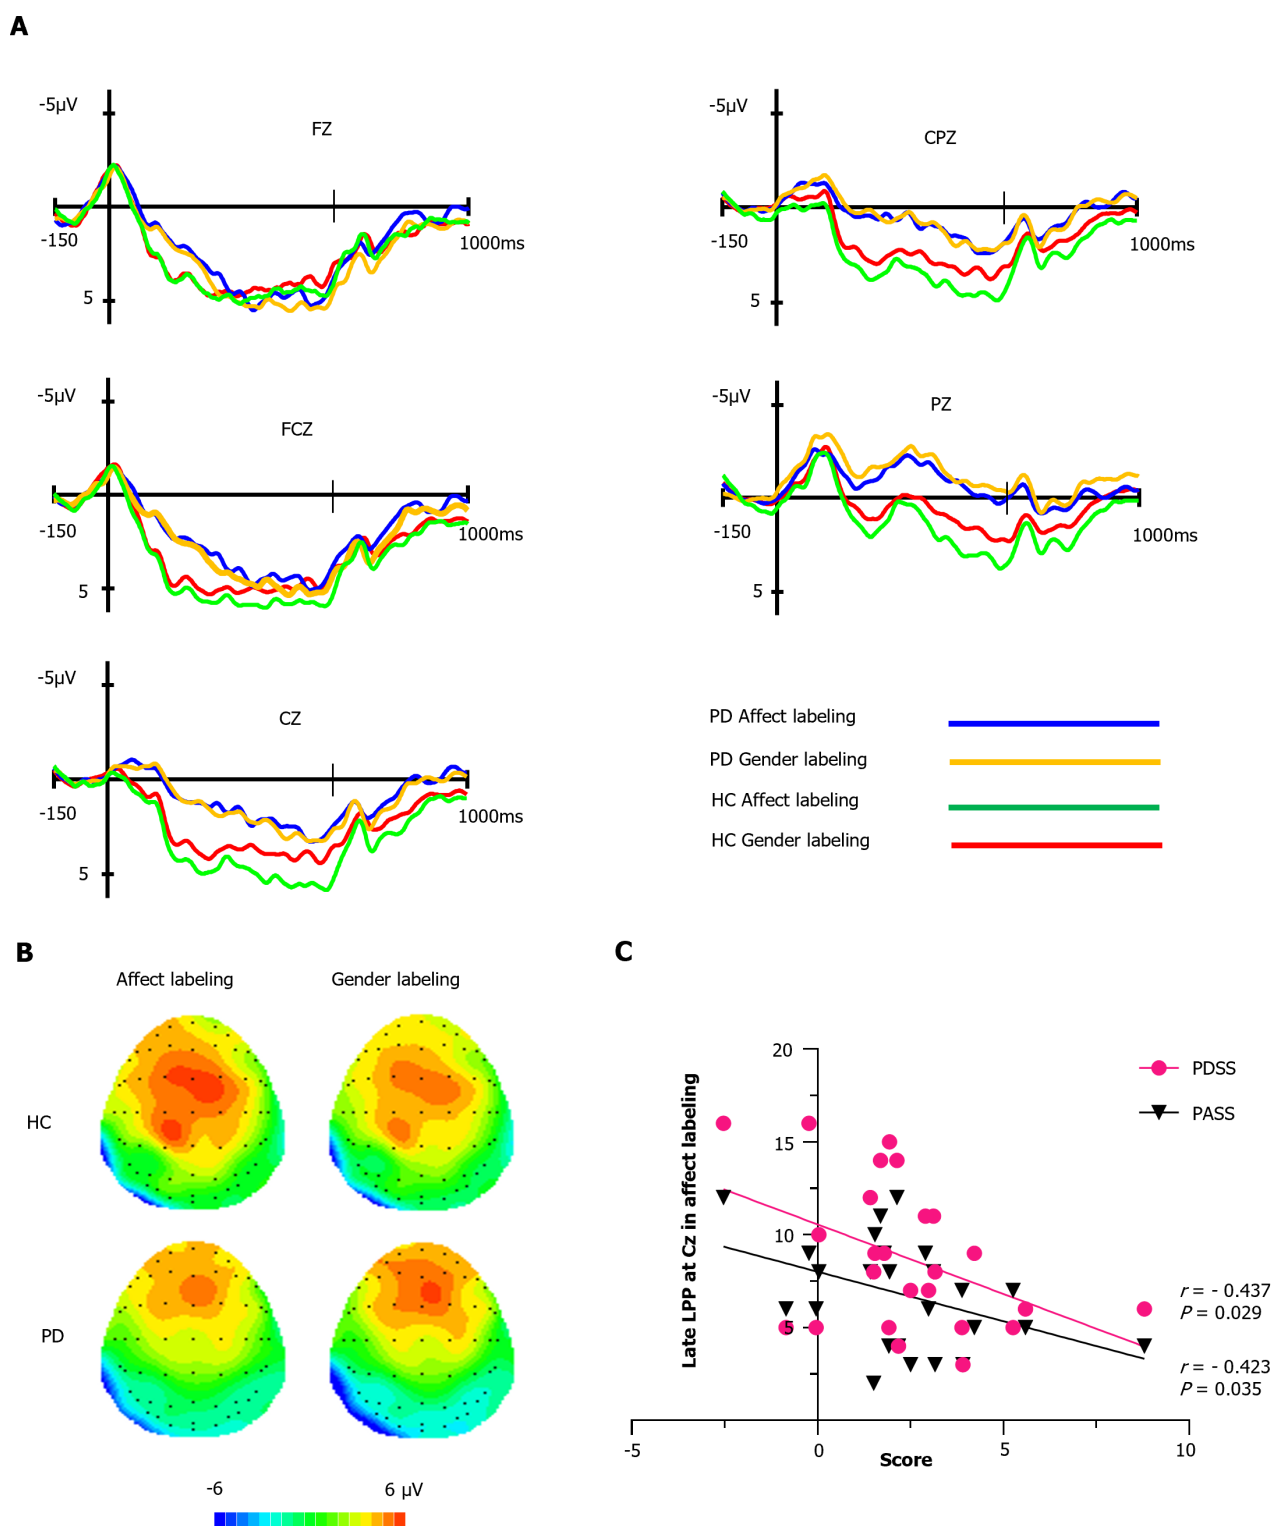 A
-5μV
FZ
-150
1000ms
5
-5μV
CPZ
-150
1000ms
5
-5μV
FCZ
-150
1000ms
5
-5μV
PZ
-150
1000ms
5
-5μV
CZ
-150
1000ms
5
PD Affect labeling
PD Gender labeling
HC Affect labeling
HC Gender labeling
B
Affect labeling
Gender labeling
HC
PD
-6
6 μV
C
Late LPP at Cz in affect labeling
20
15
10
5
-5
0
5
10
Score
PDSS
PASS
r = - 0.437
P = 0.029
r = - 0.423
P = 0.035